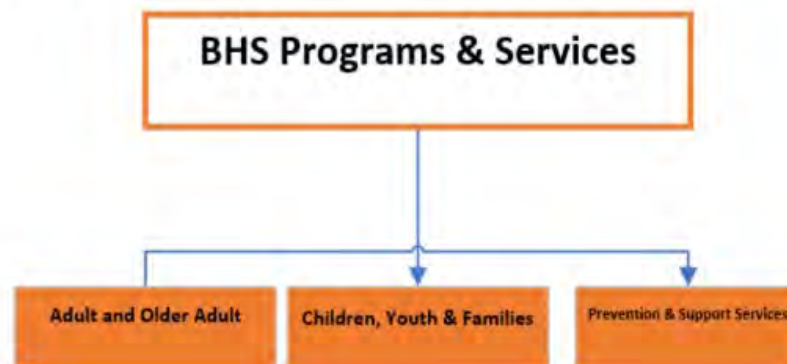 BHS Programs & Services
Adult and Older Adult
Children, Youth & Families
Prevention & Support Services